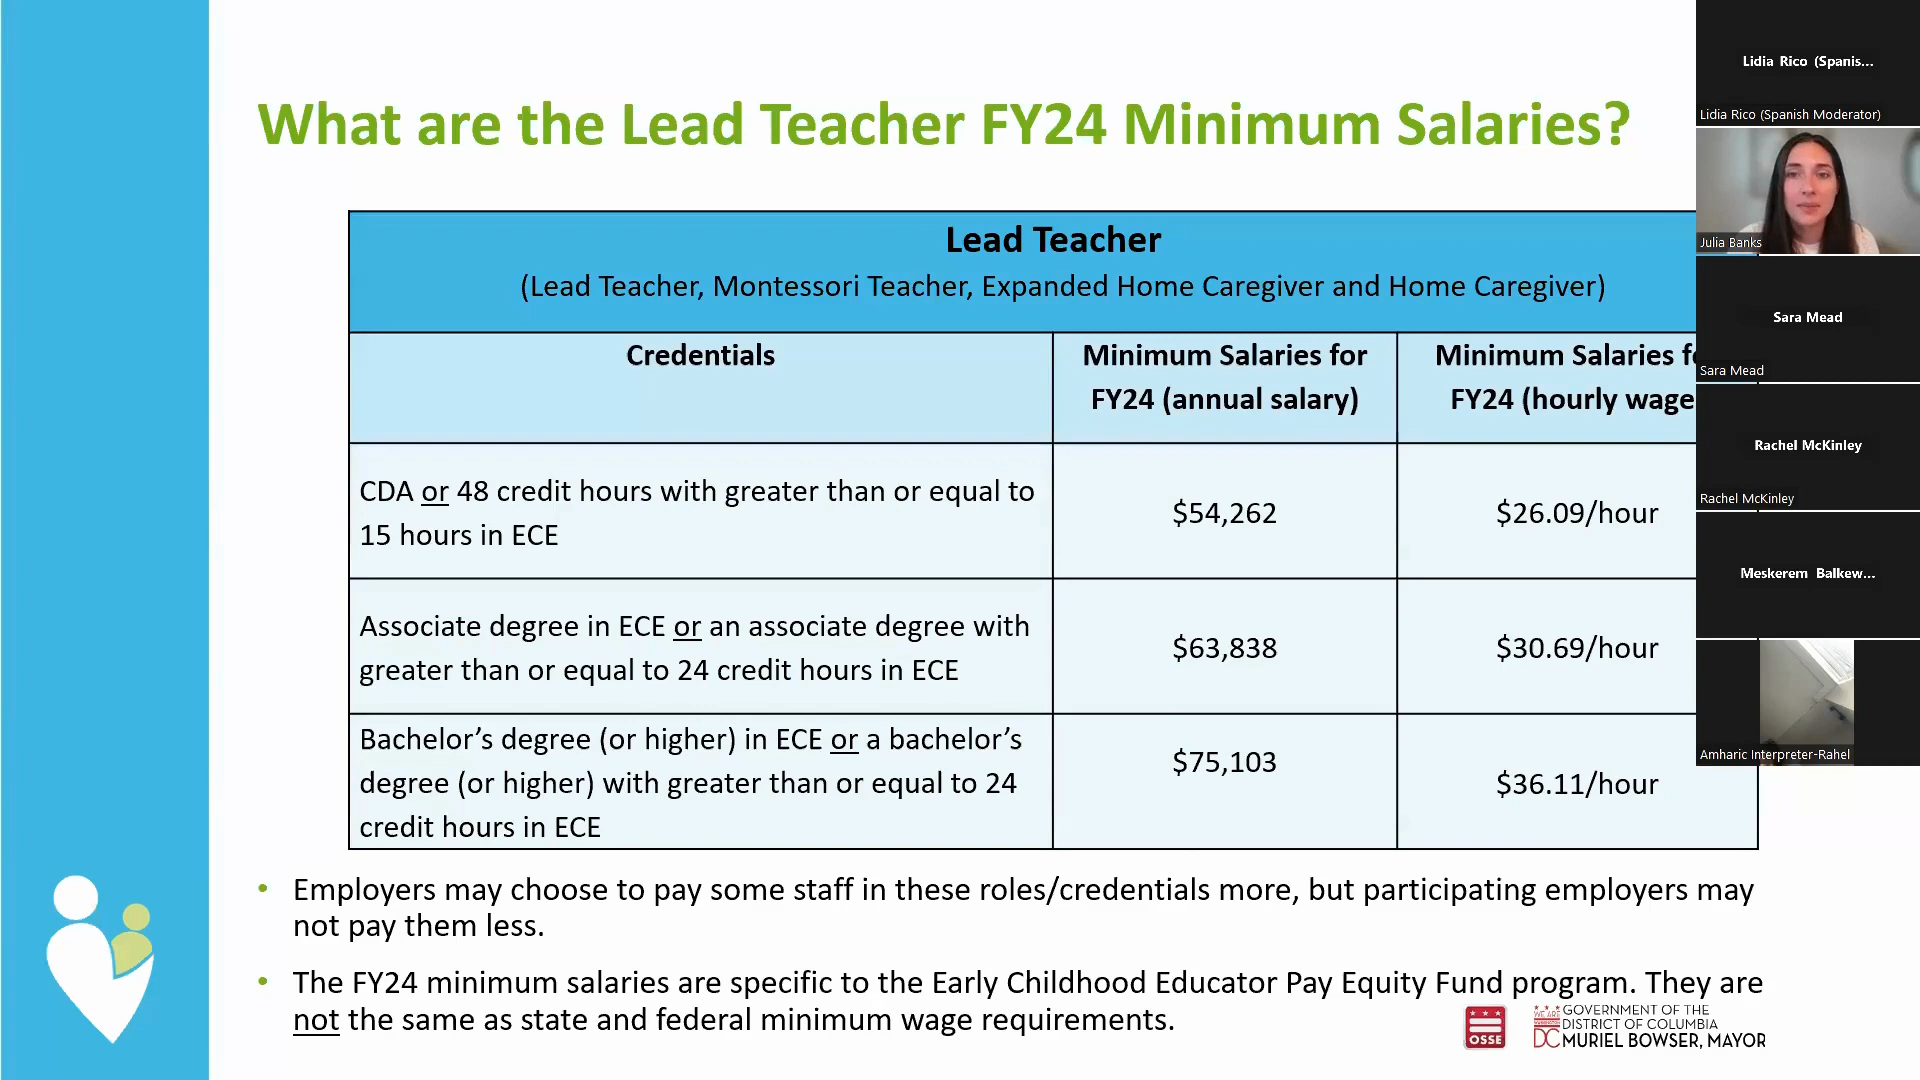 What are the Lead Teacher FY24 Minimum Salaries?
Lead Teacher
(Lead Teacher, Montessori Teacher, Expanded Home Caregiver and Home Caregiver)
Credentials
Minimum Salaries for
FY24 (annual salary)
Minimum Salaries
FY24 (hourly wage
CDA or 48 credit hours with greater than or equal to
15 hours in ECE
$54,262
$26.09/hour
Associate degree in ECE or an associate degree with
greater than or equal to 24 credit hours in ECE
$63,838
$30.69/hour
Bachelor’s degree (or higher) in ECE or a bachelor’s
degree (or higher) with greater than or equal to 24
credit hours in ECE
$75,103
$36.11/hour
• Employers may choose to pay some staff in these roles/credentials more, but participating employers may
not pay them less.
• The FY24 minimum salaries are specific to the Early Childhood Educator Pay Equity Fund program. They are
not the same as state and federal minimum wage requirements.
OSSE
WE ARE
WASHINGTON
DC
GOVERNMENT OF THE
DISTRICT OF COLUMBIA
MURIEL BOWSER, MAYOR
Lidia Rico (Spanis...
Lidia Rico (Spanish Moderator)
Julia Banks
Sara Mead
Sara Mead
Rachel McKinley
Rachel McKinley
Meskerem Balkew...
Amharic Interpreter-Rahel